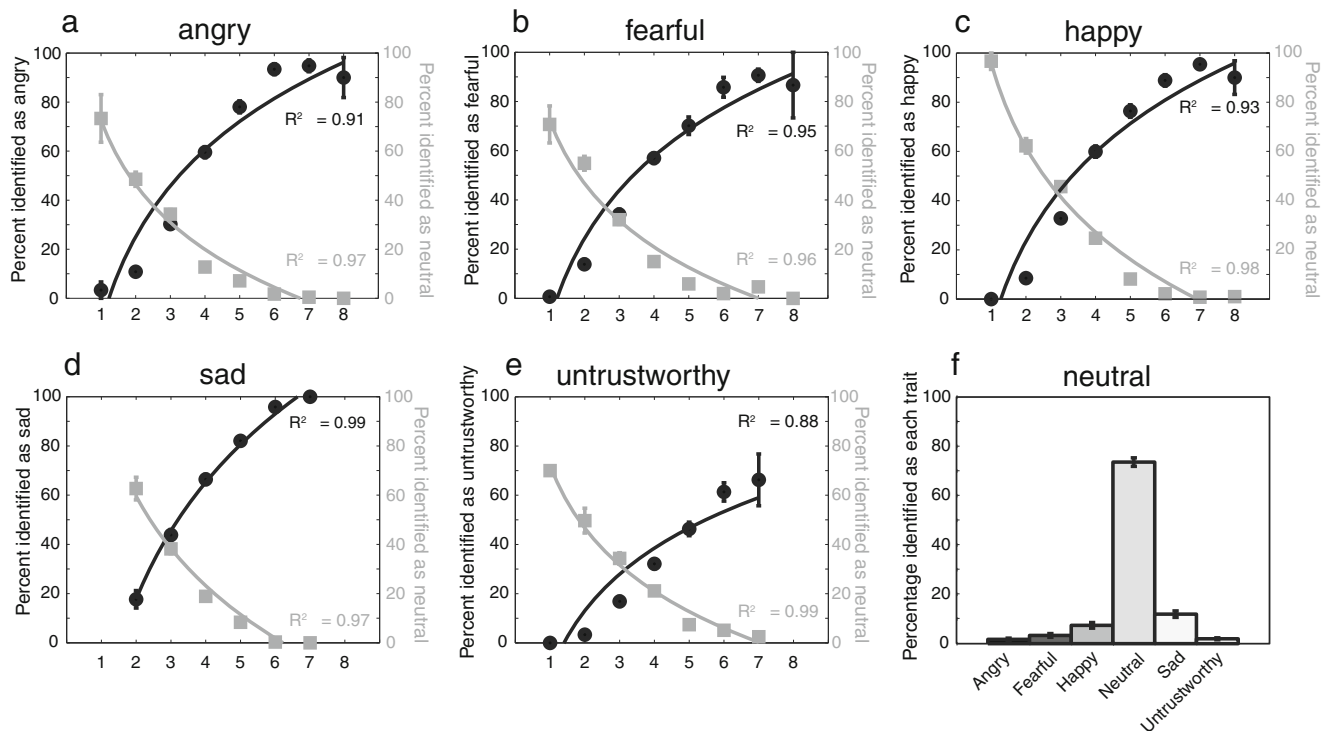 a angry
Percent identified as angry
100
80
60
40
20
0
R² = 0.91
R² = 0.97
1 2 3 4 5 6 7 8
100
80
60
40
20
0
Percent identified as neutral
b fearful
Percent identified as fearful
100
80
60
40
20
0
R² = 0.95
R² = 0.96
1 2 3 4 5 6 7 8
100
80
60
40
20
0
Percent identified as neutral
c happy
Percent identified as happy
100
80
60
40
20
0
R² = 0.93
R² = 0.98
1 2 3 4 5 6 7 8
100
80
60
40
20
0
Percent identified as neutral
d sad
Percent identified as sad
100
80
60
40
20
0
R² = 0.99
R² = 0.97
1 2 3 4 5 6 7 8
100
80
60
40
20
0
Percent identified as neutral
e untrustworthy
Percent identified as untrustworthy
100
80
60
40
20
0
R² = 0.88
R² = 0.99
1 2 3 4 5 6 7 8
100
80
60
40
20
0
Percent identified as neutral
f neutral
Percentage identified as each trait
100
80
60
40
20
0
Angry
Fearful
Happy
Neutral
Sad
Untrustworthy